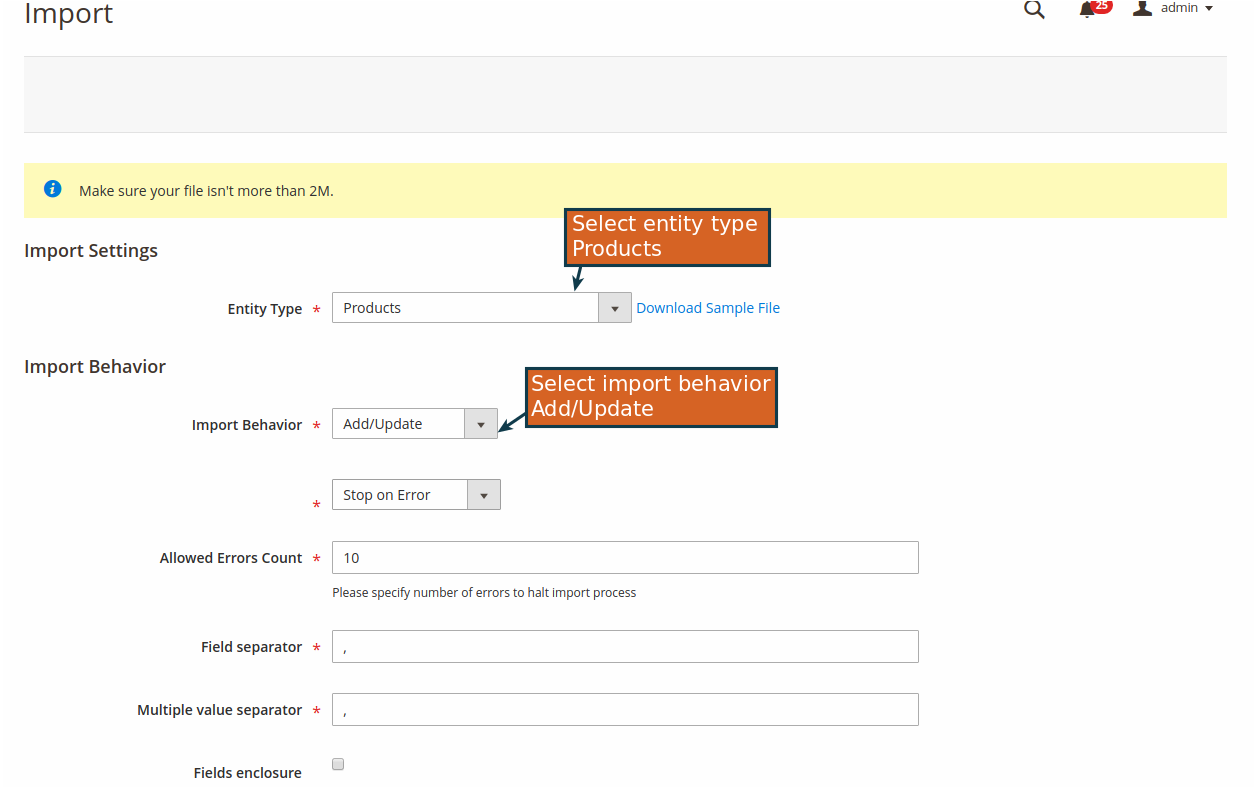 Import
25
admin
Make sure your file isn't more than 2M.
Select entity type
Products
Import Settings
Entity Type * Products Download Sample File
Import Behavior
Select import behavior
Add/Update
Import Behavior * Add/Update
* Stop on Error
Allowed Errors Count * 10
Please specify number of errors to halt import process
Field separator * ,
Multiple value separator * ,
Fields enclosure